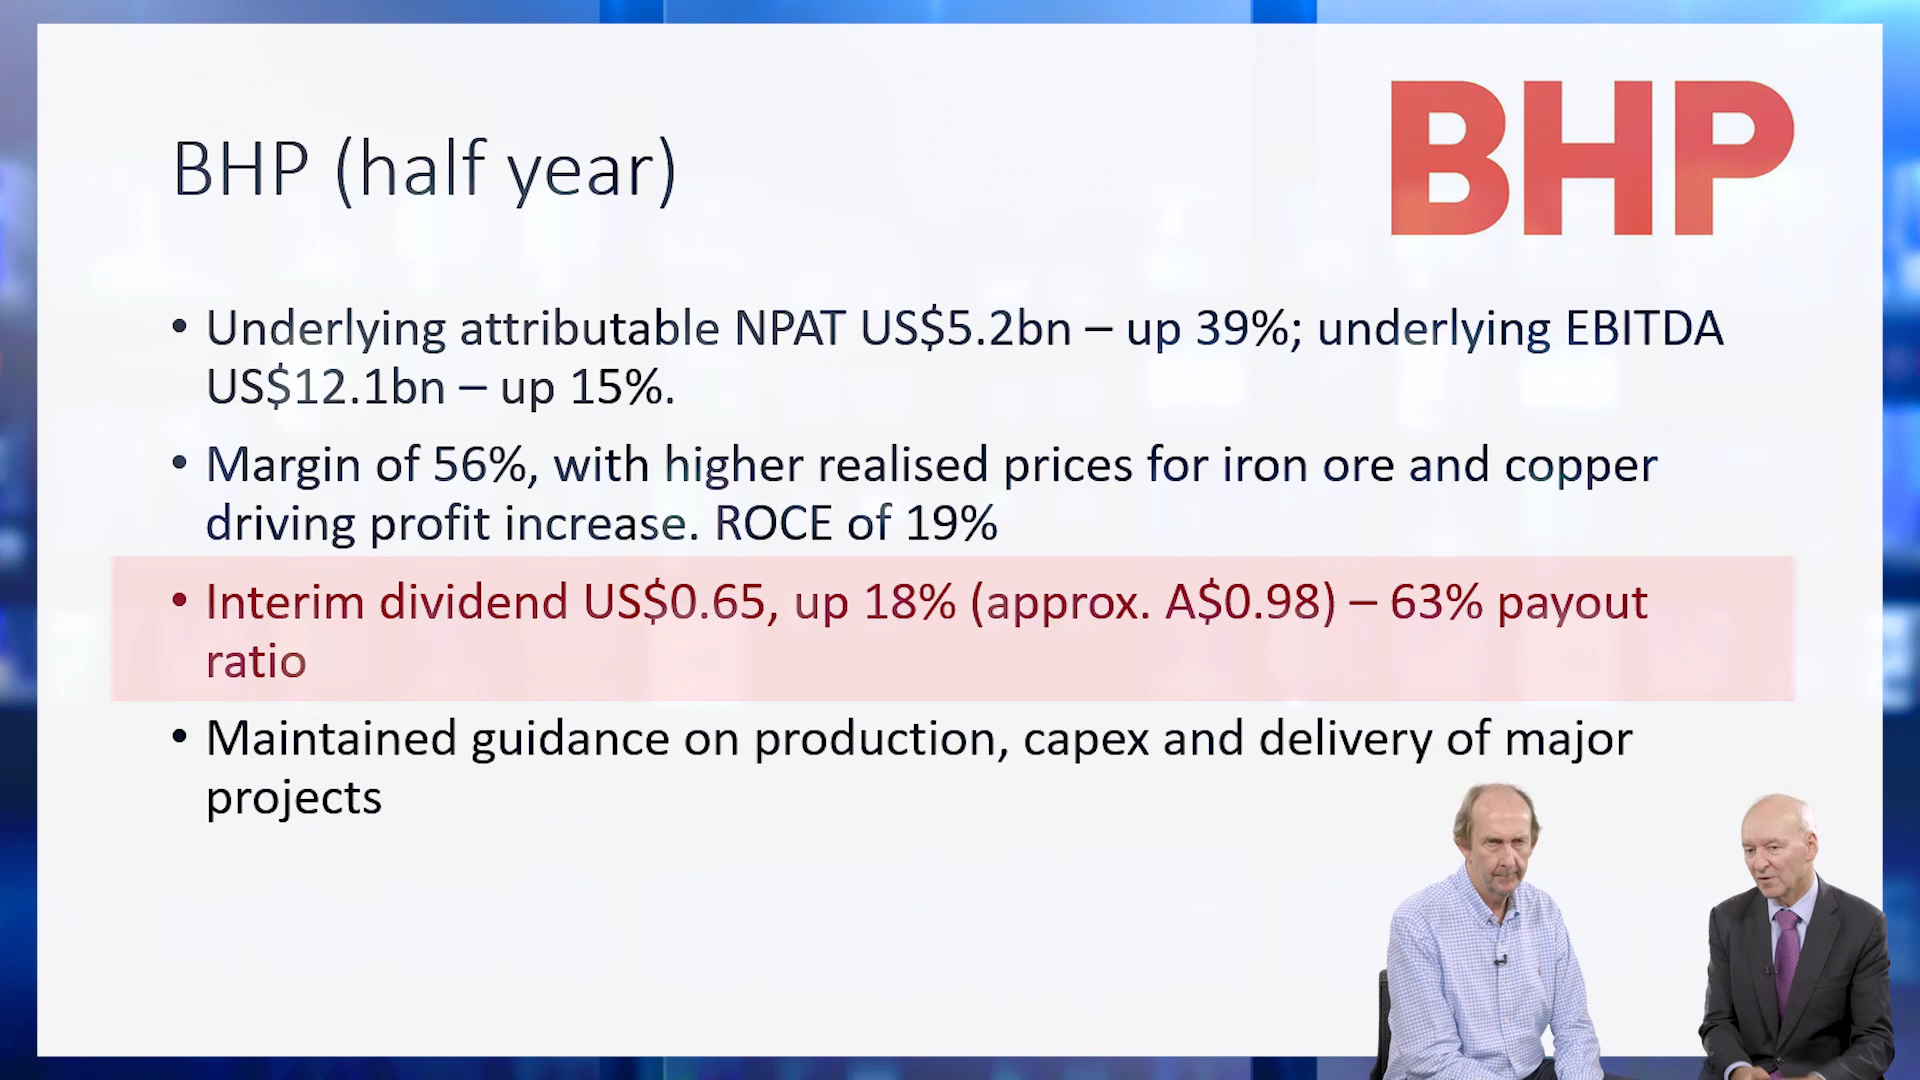 BHP
BHP (half year)
• Underlying attributable NPAT US$5.2bn – up 39%; underlying EBITDA
US$12.1bn – up 15%.
• Margin of 56%, with higher realised prices for iron ore and copper
driving profit increase. ROCE of 19%
• Interim dividend US$0.65, up 18% (approx. A$0.98) – 63% payout
ratio
• Maintained guidance on production, capex and delivery of major
projects